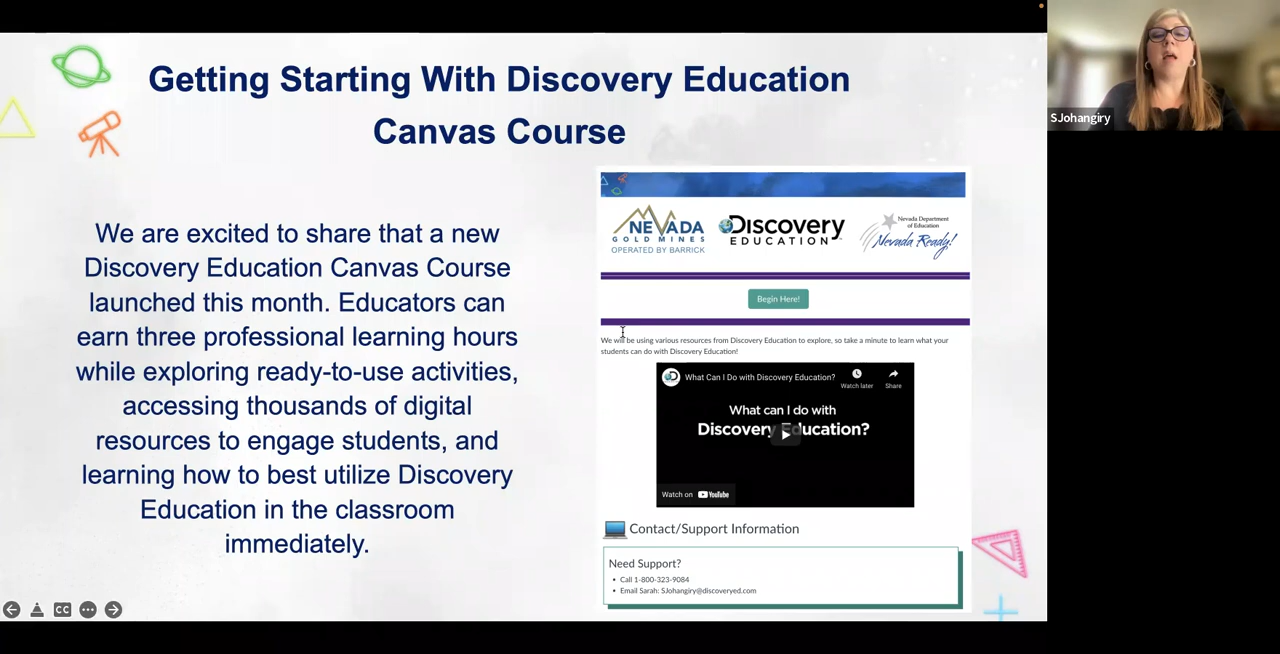 Getting Starting With Discovery Education
Canvas Course
SJohangiry
We are excited to share that a new
Discovery Education Canvas Course
launched this month. Educators can
earn three professional learning hours
while exploring ready-to-use activities,
accessing thousands of digital
resources to engage students, and
learning how to best utilize Discovery
Education in the classroom
immediately.
NEVADA
GOLD MINES
OPERATED BY BARRICK
Discovery
EDUCATION
Nevada Department
of Education
Nevada Ready!
Begin Here!
We will be using various resources from Discovery Education to explore, so take a minute to learn what your
students can do with Discovery Education!
What Can I Do with Discovery Education?
Watch later
Share
What can I do with
Discovery Education?
Watch on YouTube
Contact/Support Information
Need Support?
• Call 1-800-323-9084
• Email Sarah: SJohangiry@discoveryed.com
CC